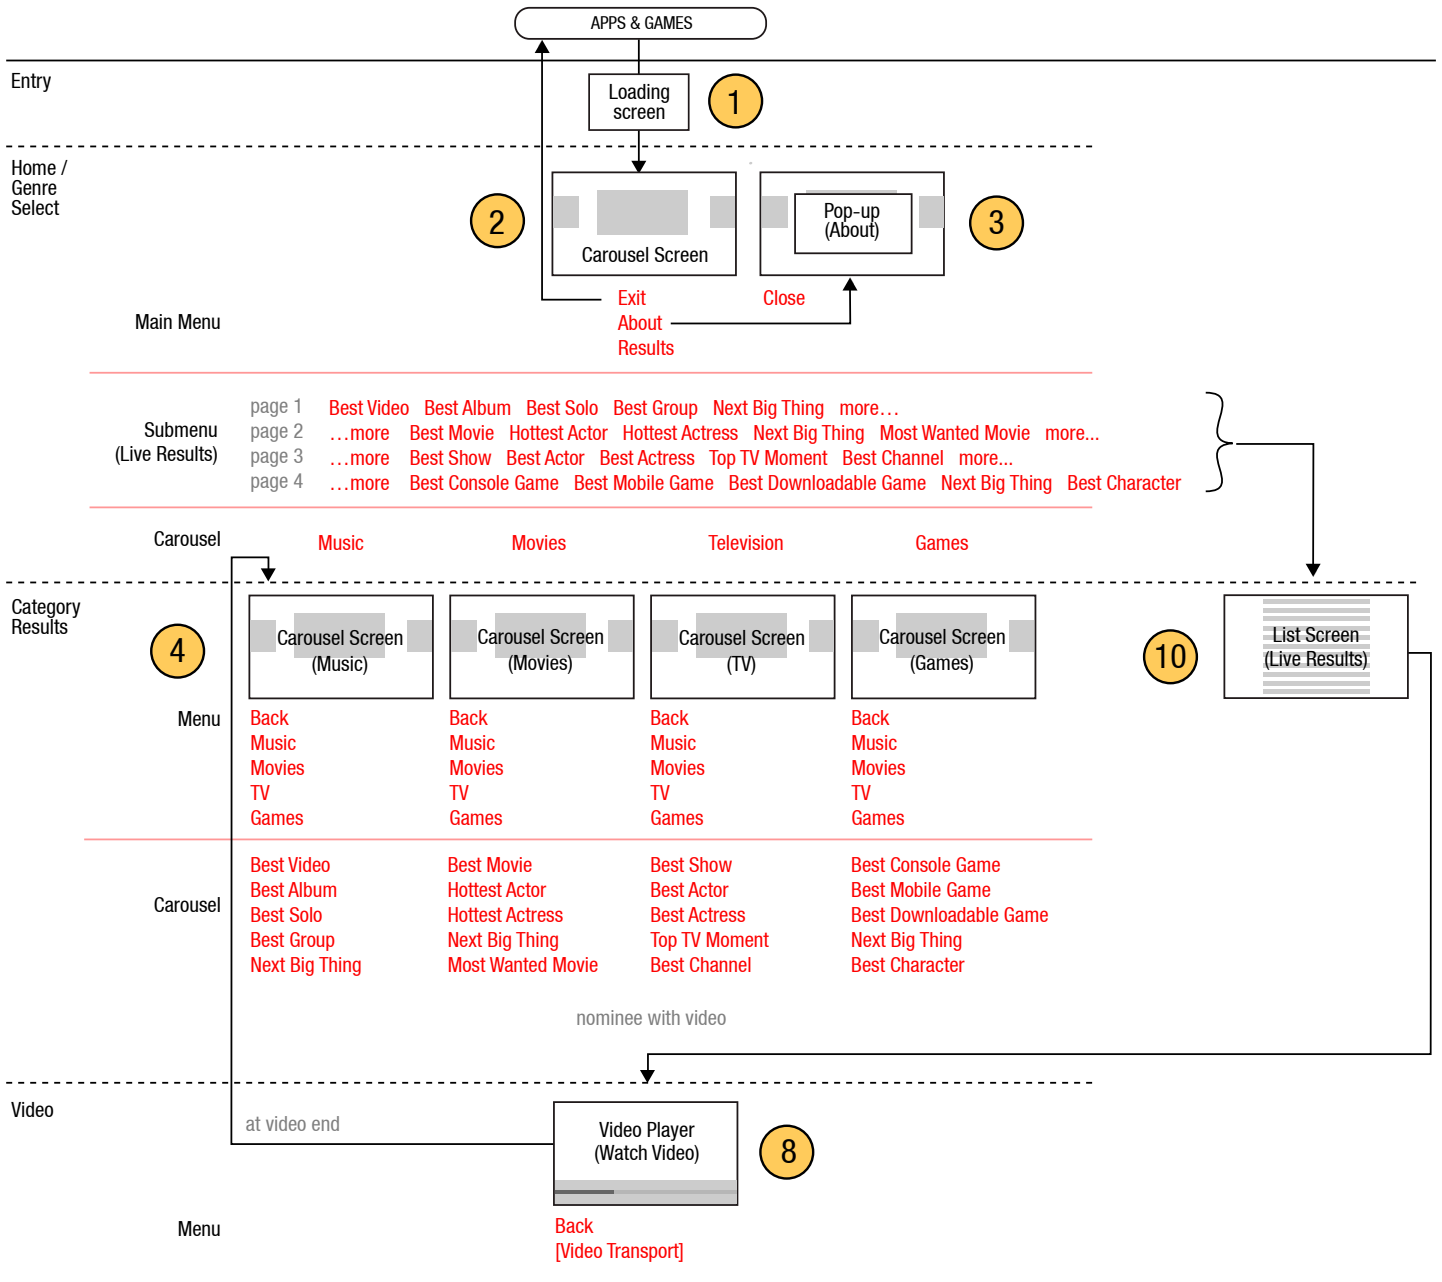 APPS & GAMES
Entry
Loading
screen
1
Home /
Genre
Select
2
Carousel Screen
Pop-up
(About)
3
Main Menu
Exit
About
Results
Close
Submenu
(Live Results)
page 1 Best Video Best Album Best Solo Best Group Next Big Thing more…
page 2 …more Best Movie Hottest Actor Hottest Actress Next Big Thing Most Wanted Movie more...
page 3 …more Best Show Best Actor Best Actress Top TV Moment Best Channel more...
page 4 …more Best Console Game Best Mobile Game Best Downloadable Game Next Big Thing Best Character
Carousel Music Movies Television Games
Category
Results
4
Carousel Screen
(Music)
Carousel Screen
(Movies)
Carousel Screen
(TV)
Carousel Screen
(Games)
10
List Screen
(Live Results)
Menu
Back
Music
Movies
TV
Games
Back
Music
Movies
TV
Games
Back
Music
Movies
TV
Games
Back
Music
Movies
TV
Games
Carousel
Best Video
Best Album
Best Solo
Best Group
Next Big Thing
Best Movie
Hottest Actor
Hottest Actress
Next Big Thing
Most Wanted Movie
Best Show
Best Actor
Best Actress
Top TV Moment
Best Channel
Best Console Game
Best Mobile Game
Best Downloadable Game
Next Big Thing
Best Character
nominee with video
Video
at video end
Video Player
(Watch Video)
8
Menu
Back
[Video Transport]